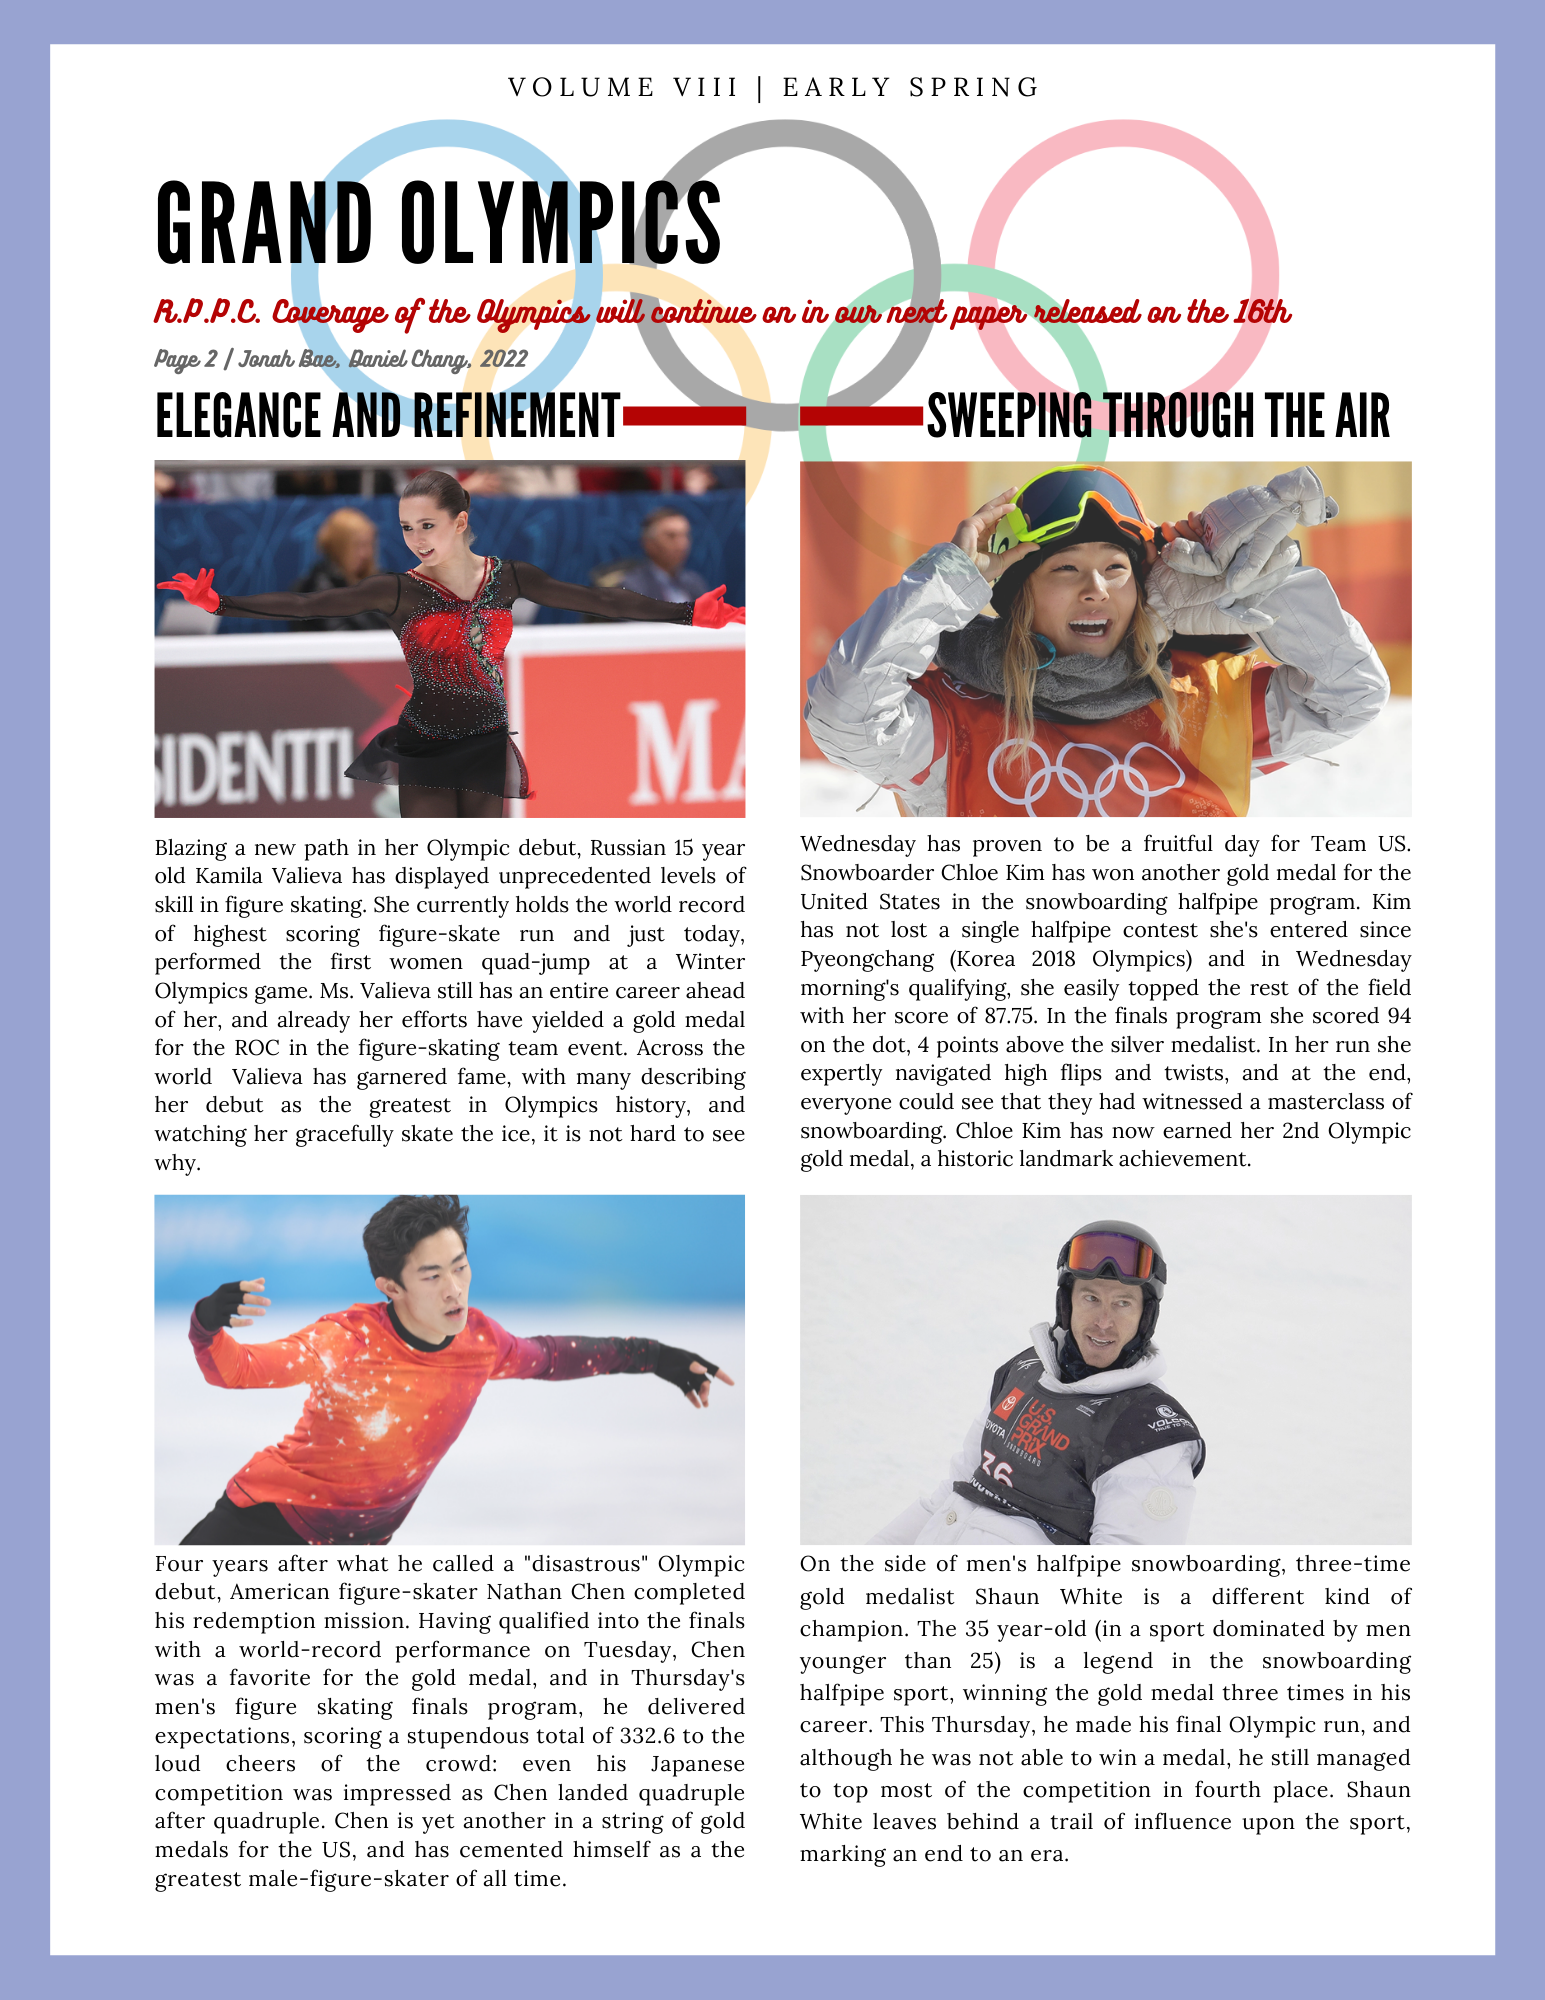 VOLUME VIII | EARLY SPRING
GRAND OLYMPICS
R.P.P.C. Coverage of the Olympics will continue on in our next paper released on the 16th
Page 2 / Jonah Bae, Daniel Chang, 2022
ELEGANCE AND REFINEMENT
SIDENTTI
MA
Blazing a new path in her Olympic debut, Russian 15 year
old Kamila Valieva has displayed unprecedented levels of
skill in figure skating. She currently holds the world record
of highest scoring figure-skate run and just today,
performed the first women quad-jump at a Winter
Olympics game. Ms. Valieva still has an entire career ahead
of her, and already her efforts have yielded a gold medal
for the ROC in the figure-skating team event. Across the
world Valieva has garnered fame, with many describing
her debut as the greatest in Olympics history, and
watching her gracefully skate the ice, it is not hard to see
why.
Four years after what he called a "disastrous" Olympic
debut, American figure-skater Nathan Chen completed
his redemption mission. Having qualified into the finals
with a world-record performance on Tuesday, Chen
was a favorite for the gold medal, and in Thursday's
men's figure skating finals program, he delivered
expectations, scoring a stupendous total of 332.6 to the
loud cheers of the crowd: even his Japanese
competition was impressed as Chen landed quadruple
after quadruple. Chen is yet another in a string of gold
medals for the US, and has cemented himself as a the
greatest male-figure-skater of all time.
SWEEPING THROUGH THE AIR
Wednesday has proven to be a fruitful day for Team US.
Snowboarder Chloe Kim has won another gold medal for the
United States in the snowboarding halfpipe program. Kim
has not lost a single halfpipe contest she's entered since
Pyeongchang (Korea 2018 Olympics) and in Wednesday
morning's qualifying, she easily topped the rest of the field
with her score of 87.75. In the finals program she scored 94
on the dot, 4 points above the silver medalist. In her run she
expertly navigated high flips and twists, and at the end,
everyone could see that they had witnessed a masterclass of
snowboarding. Chloe Kim has now earned her 2nd Olympic
gold medal, a historic landmark achievement.
TOYOTA
U.S.
GRAND
PRIX
SNOWBOARD
VOLCO
36
On the side of men's halfpipe snowboarding, three-time
gold medalist Shaun White is a different kind of
champion. The 35 year-old (in a sport dominated by men
younger than 25) is a legend in the snowboarding
halfpipe sport, winning the gold medal three times in his
career. This Thursday, he made his final Olympic run, and
although he was not able to win a medal, he still managed
to top most of the competition in fourth place. Shaun
White leaves behind a trail of influence upon the sport,
marking an end to an era.